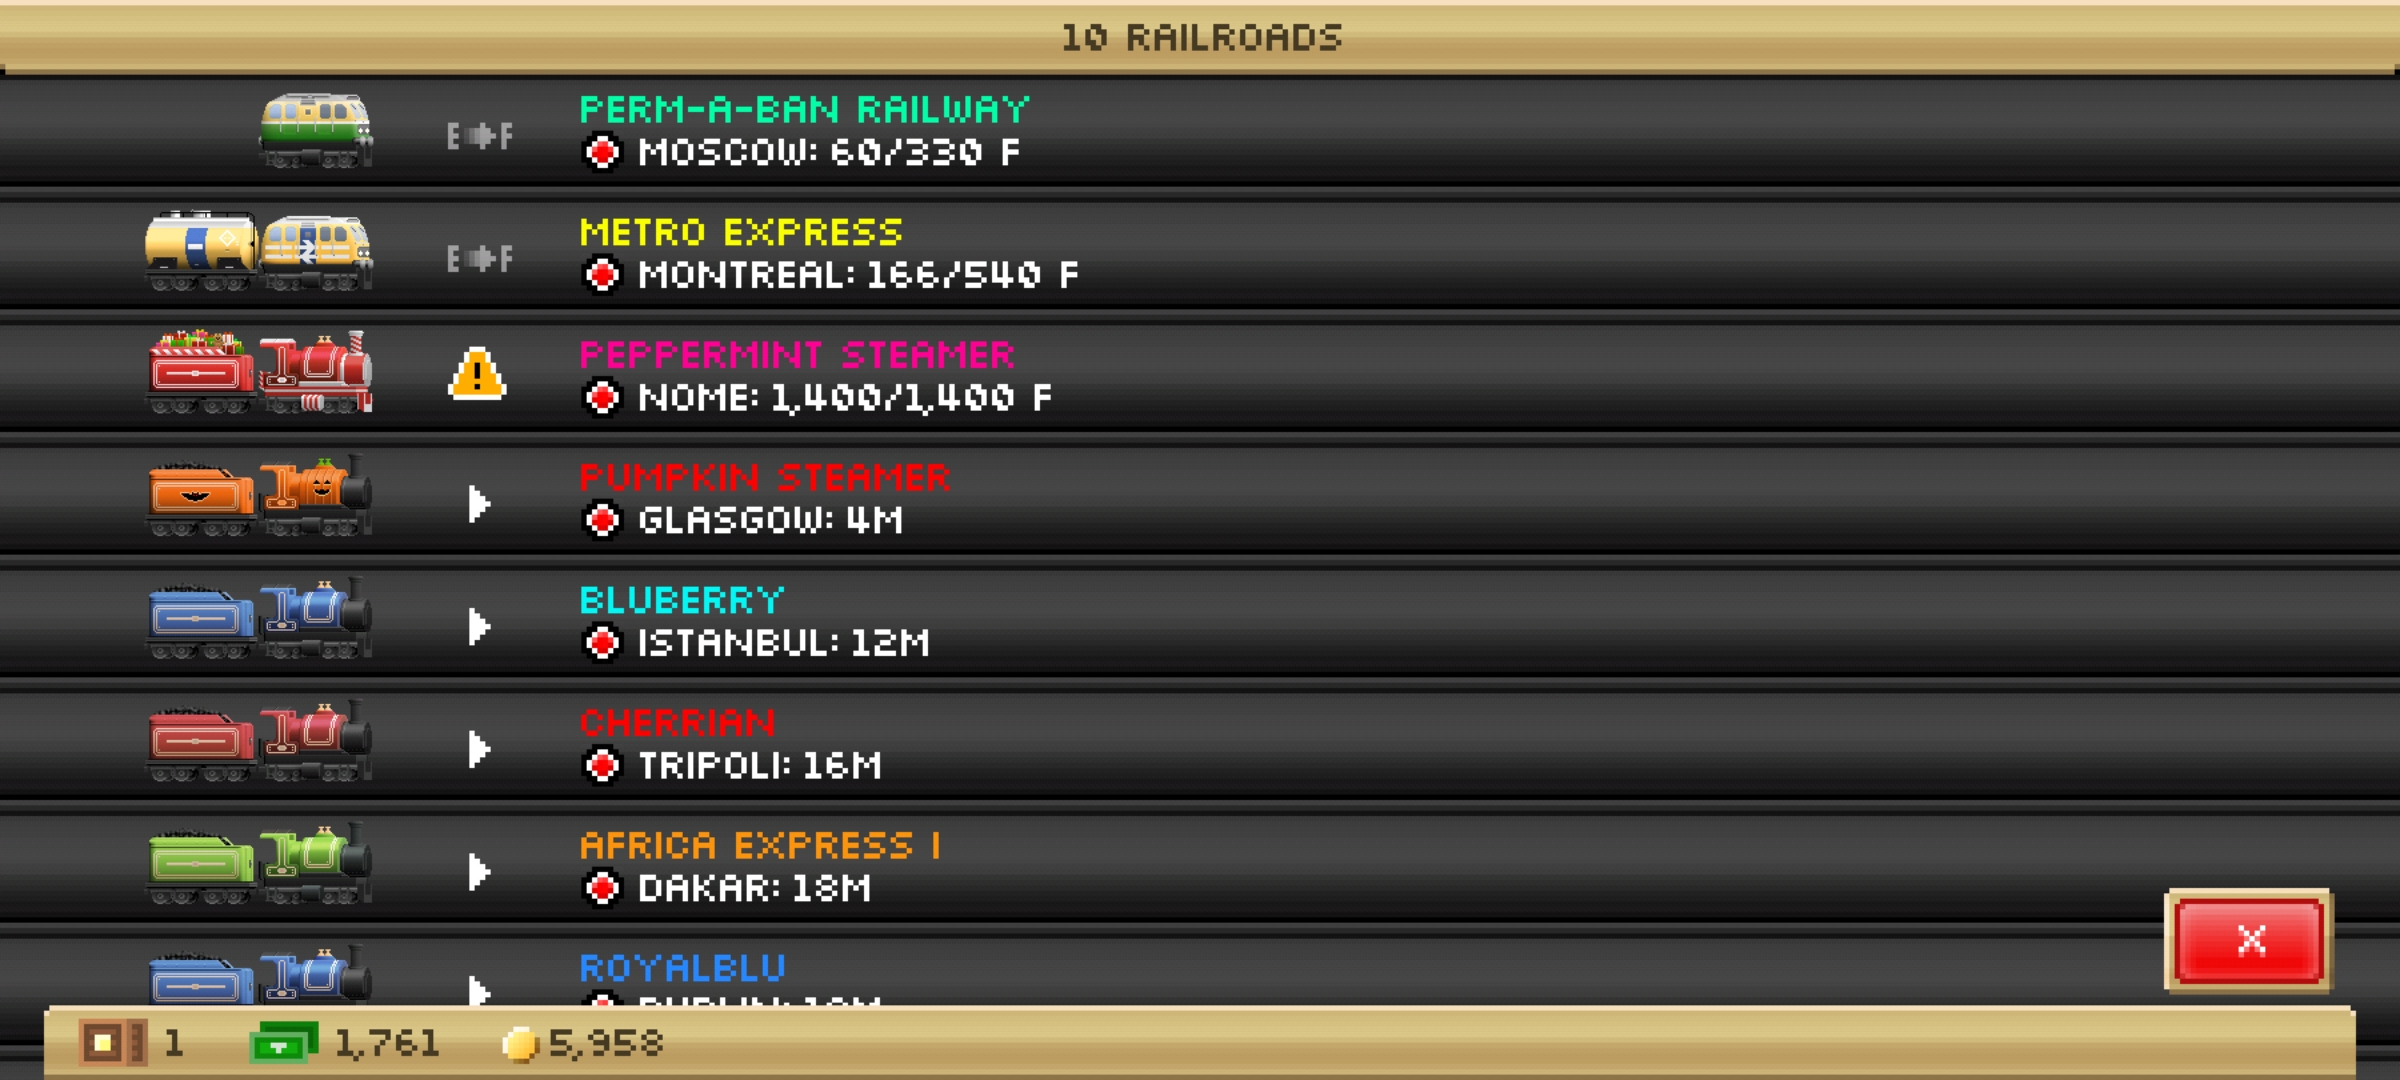 10 RAILROADS
PERM-A-BAN RAILWAY
E F
MOSCOW: 60/330 F
METRO EXPRESS
E F
MONTREAL: 166/540 F
PEPPERMINT STEAMER
NOME: 1,400/1,400 F
PUMPKIN STEAMER
GLASGOW: 4M
BLUBERRY
ISTANBUL: 12M
CHERRIAN
TRIPOLI: 16M
AFRICA EXPRESS I
DAKAR: 18M
ROYALBLU
X
1 1,761 5,958